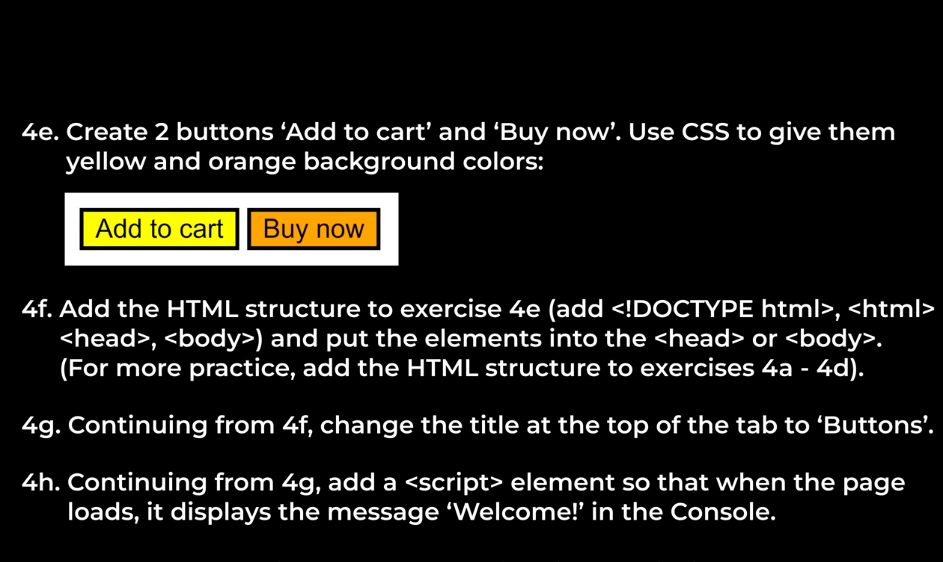 4e. Create 2 buttons ‘Add to cart’ and ‘Buy now’. Use CSS to give them
yellow and orange background colors:
Add to cart Buy now
4f. Add the HTML structure to exercise 4e (add <!DOCTYPE html>, <html>
<head>, <body>) and put the elements into the <head> or <body>.
(For more practice, add the HTML structure to exercises 4a - 4d).
4g. Continuing from 4f, change the title at the top of the tab to ‘Buttons’.
4h. Continuing from 4g, add a <script> element so that when the page
loads, it displays the message ‘Welcome!’ in the Console.